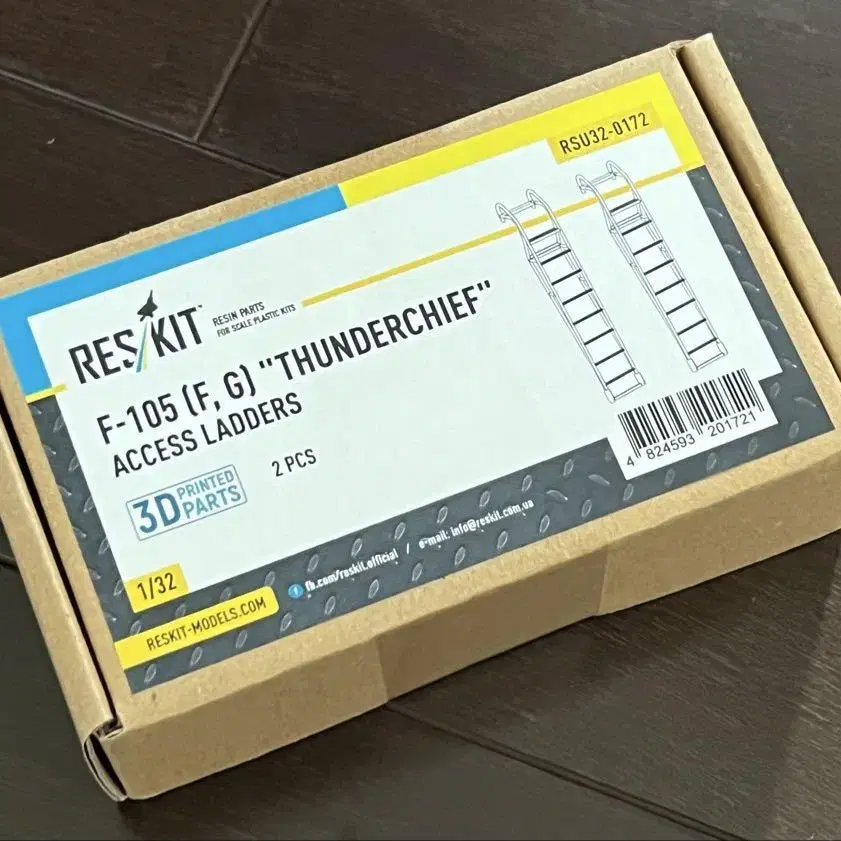 RSU32-0172
RES/KIT™
RESIN PARTS
FOR SCALE PLASTIC KITS
F-105 (F, G) "THUNDERCHIEF"
ACCESS LADDERS
2 PCS
3D PRINTED PARTS
4 824593 201721
1/32
fb.com/reskit.official / e-mail: info@reskit.com.ua
RESKIT-MODELS.COM